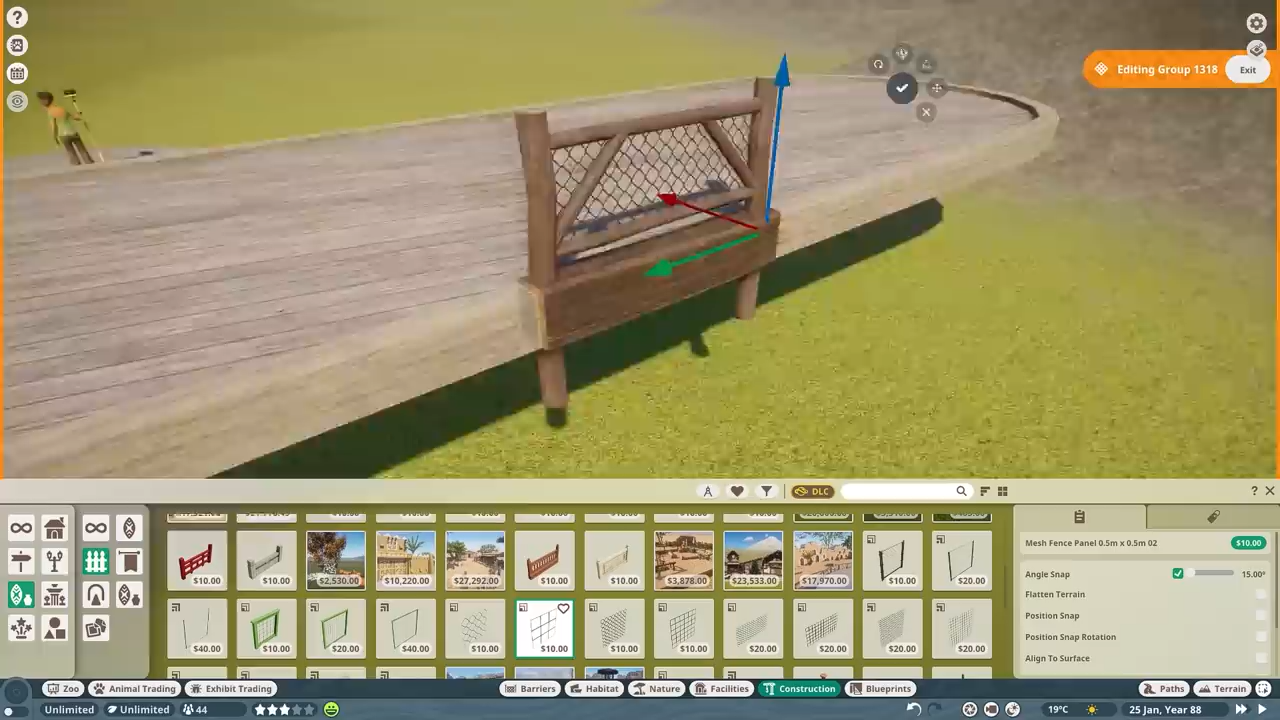 ?
Editing Group 1318
Exit
DLC
? ×
$10.00 $10.00 $2,530.00 $10,220.00 $27,292.00 $10.00 $10.00 $3,878.00 $23,533.00 $17,970.00 $10.00 $20.00
$40.00 $10.00 $20.00 $40.00 $10.00 $10.00 $10.00 $10.00 $20.00 $20.00 $20.00 $20.00
Mesh Fence Panel 0.5m x 0.5m 02 $10.00
Angle Snap 15.00°
Flatten Terrain
Position Snap
Position Snap Rotation
Align To Surface
Zoo Animal Trading Exhibit Trading Barriers Habitat Nature Facilities Construction Blueprints Paths Terrain
Unlimited Unlimited 44 19°C 25 Jan, Year 88